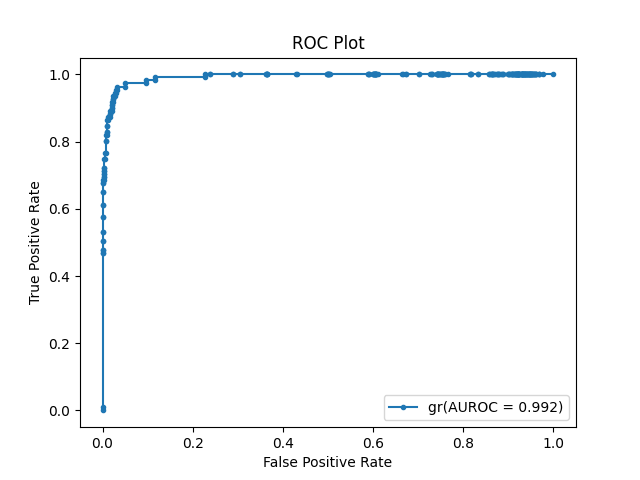 ROC Plot
1.0
0.8
0.6
0.4
0.2
0.0
True Positive Rate
gr(AUROC = 0.992)
0.0 0.2 0.4 0.6 0.8 1.0
False Positive Rate